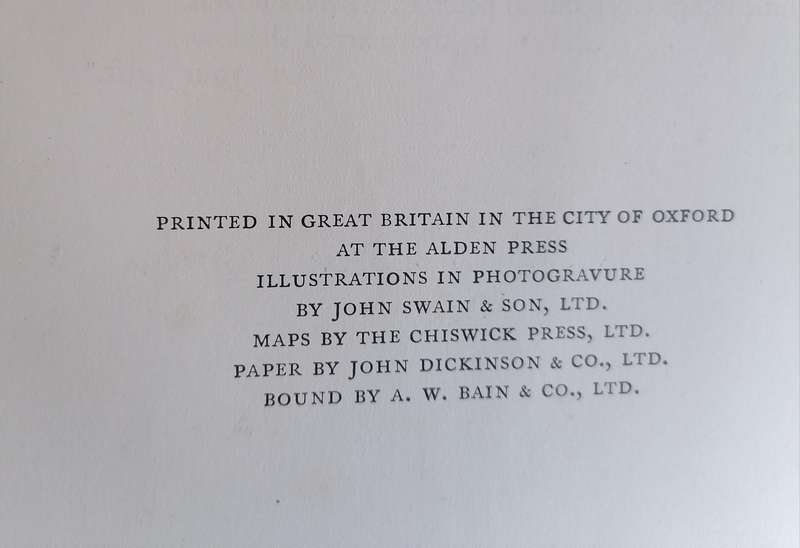 PRINTED IN GREAT BRITAIN IN THE CITY OF OXFORD
AT THE ALDEN PRESS
ILLUSTRATIONS IN PHOTOGRAVURE
BY JOHN SWAIN & SON, LTD.
MAPS BY THE CHISWICK PRESS, LTD.
PAPER BY JOHN DICKINSON & CO., LTD.
BOUND BY A. W. BAIN & CO., LTD.